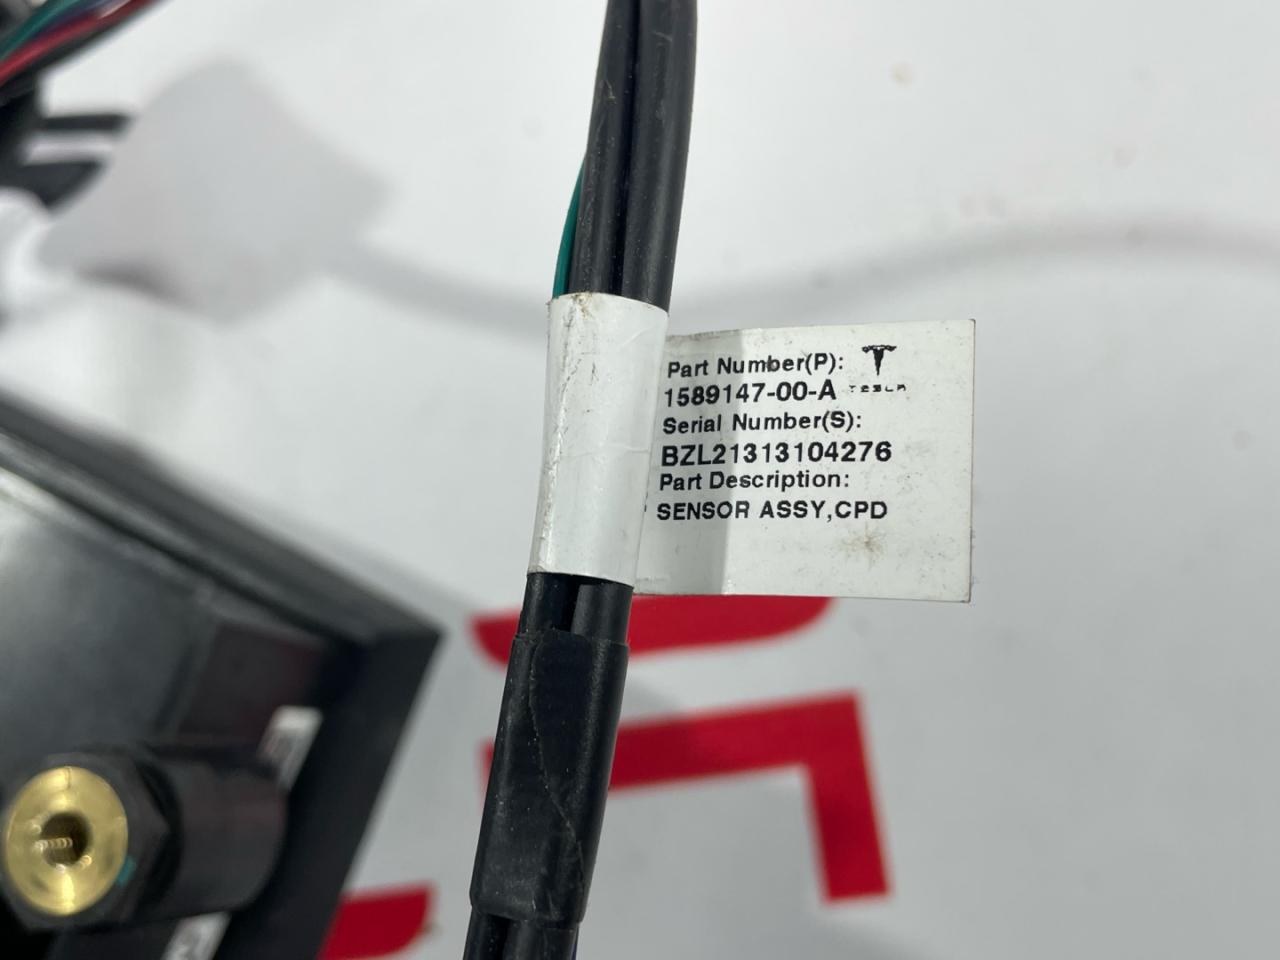 Part Number(P):
1589147-00-A TESLA
Serial Number(S):
BZL21313104276
Part Description:
SENSOR ASSY,CPD